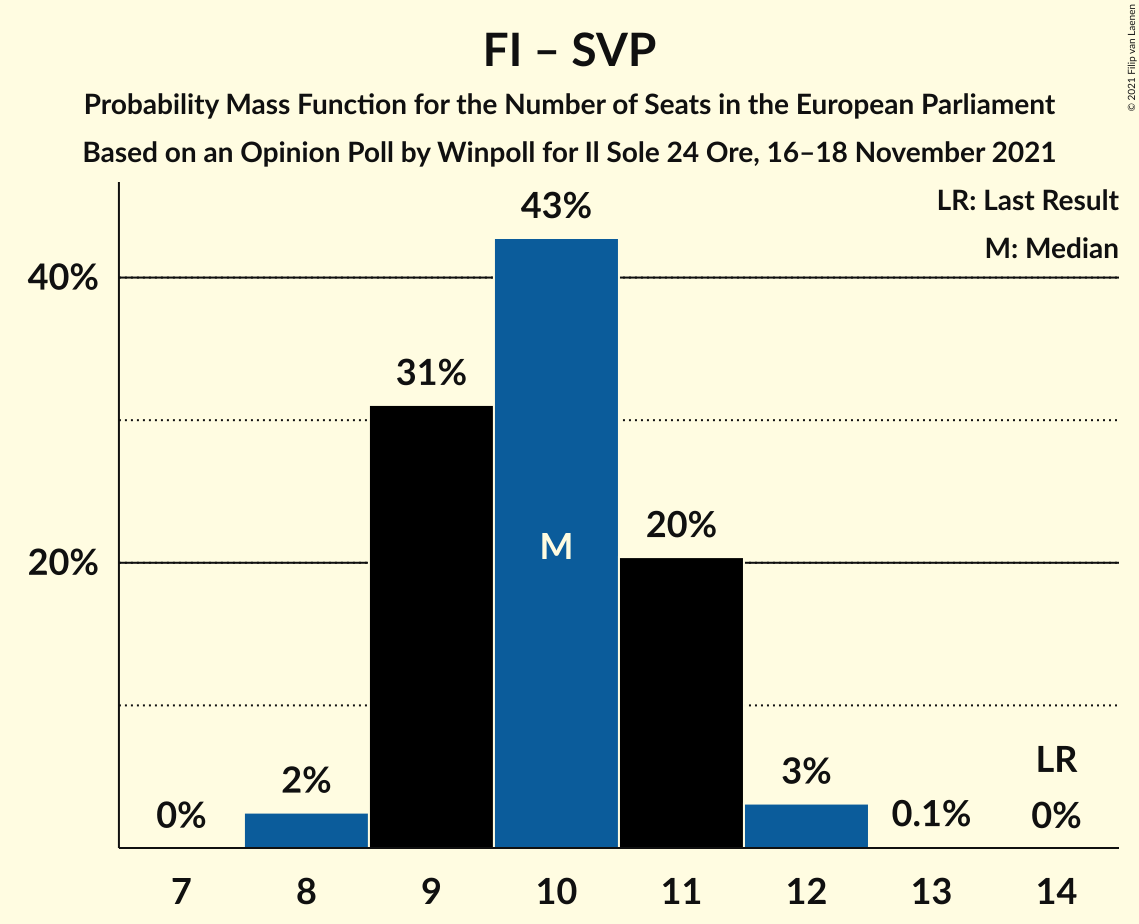 FI – SVP
Probability Mass Function for the Number of Seats in the European Parliament
Based on an Opinion Poll by Winpoll for Il Sole 24 Ore, 16–18 November 2021
© 2021 Filip van Laenen
LR: Last Result
M: Median
43%
40%
31%
20%
M
20%
LR
2%
3%
0%
0.1%
0%
7 8 9 10 11 12 13 14